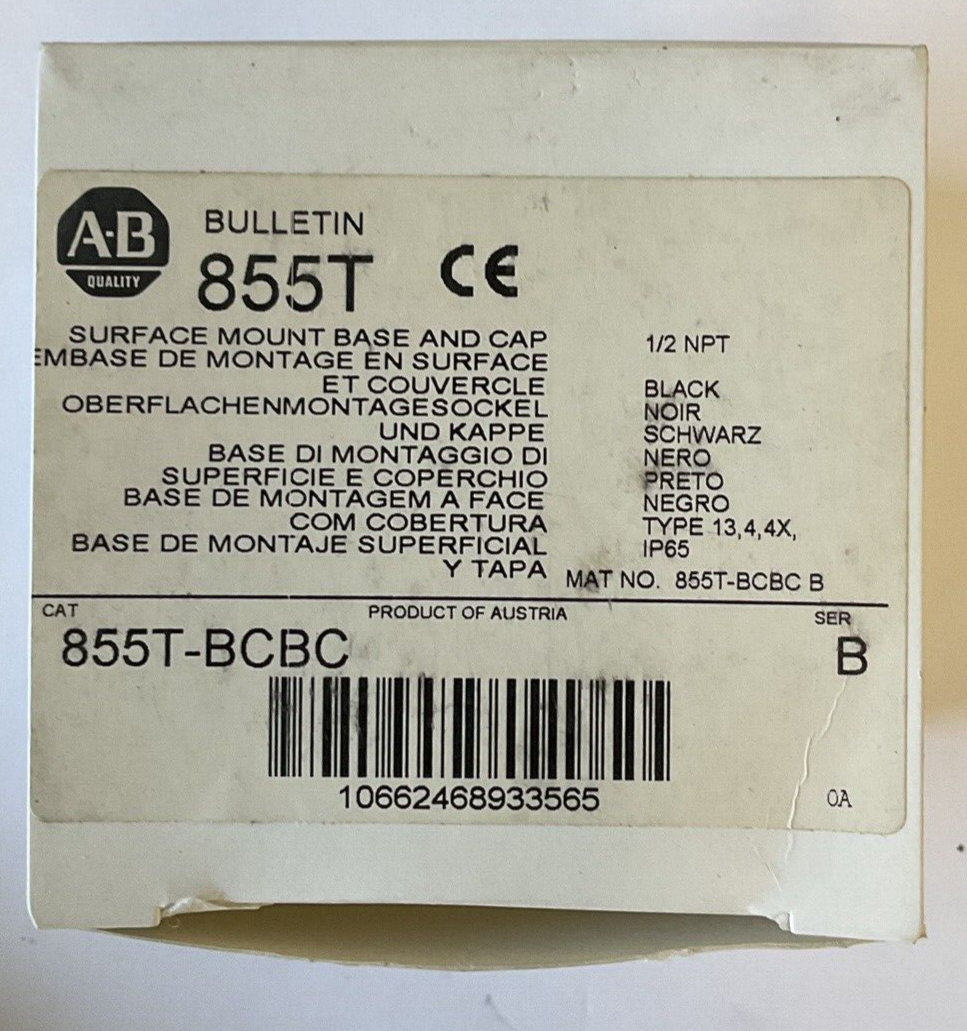 A-B
QUALITY
BULLETIN
855T
CE
SURFACE MOUNT BASE AND CAP 1/2 NPT
EMBASE DE MONTAGE EN SURFACE
ET COUVERCLE BLACK
OBERFLACHENMONTAGESOCKEL NOIR
UND KAPPE SCHWARZ
BASE DI MONTAGGIO DI NERO
SUPERFICIE E COPERCHIO PRETO
BASE DE MONTAGEM A FACE NEGRO
COM COBERTURA TYPE 13,4,4X,
BASE DE MONTAJE SUPERFICIAL IP65
Y TAPA MAT NO. 855T-BCBC B
CAT PRODUCT OF AUSTRIA SER
855T-BCBC B
10662468933565 0A